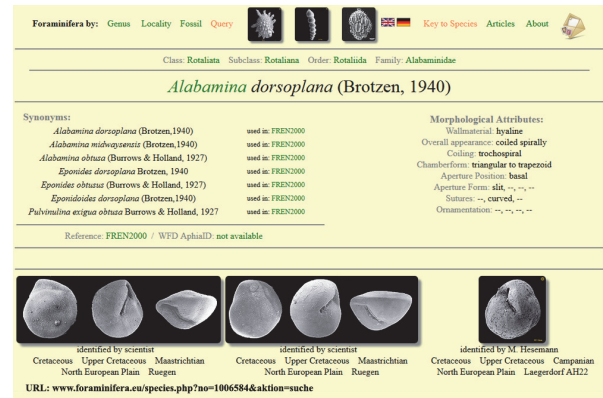 Foraminifera by: Genus Locality Fossil Query Key to Species Articles About
Class: Rotaliata Subclass: Rotaliana Order: Rotaliida Family: Alabaminidae
Alabamina dorsoplana (Brotzen, 1940)
Synonyms:
Alabamina dorsoplana (Brotzen,1940) used in: FREN2000
Alabamina midwaysensis (Brotzen,1940) used in: FREN2000
Alabamina obtusa (Burrows & Holland, 1927) used in: FREN2000
Eponides dorsoplana Brotzen, 1940 used in: FREN2000
Eponides obtusus (Burrows & Holland, 1927) used in: FREN2000
Eponidoides dorsoplana (Brotzen,1940) used in: FREN2000
Pulvinulina exigua obtusa Burrows & Holland, 1927 used in: FREN2000
Reference: FREN2000 / WFD AphiaID: not available
Morphological Attributes:
Wallmaterial: hyaline
Overall appearance: coiled spirally
Coiling: trochospiral
Chamberform: triangular to trapezoid
Aperture Position: basal
Aperture Form: slit, --, --, --
Sutures: --, curved, --
Ornamentation: --, --, --, --
identified by scientist
Cretaceous Upper Cretaceous Maastrichtian
North European Plain Ruegen
identified by scientist
Cretaceous Upper Cretaceous Maastrichtian
North European Plain Ruegen
identified by M. Hesemann
Cretaceous Upper Cretaceous Campanian
North European Plain Laegerdorf AH22
URL: www.foraminifera.eu/species.php?no=1006584&aktion=suche